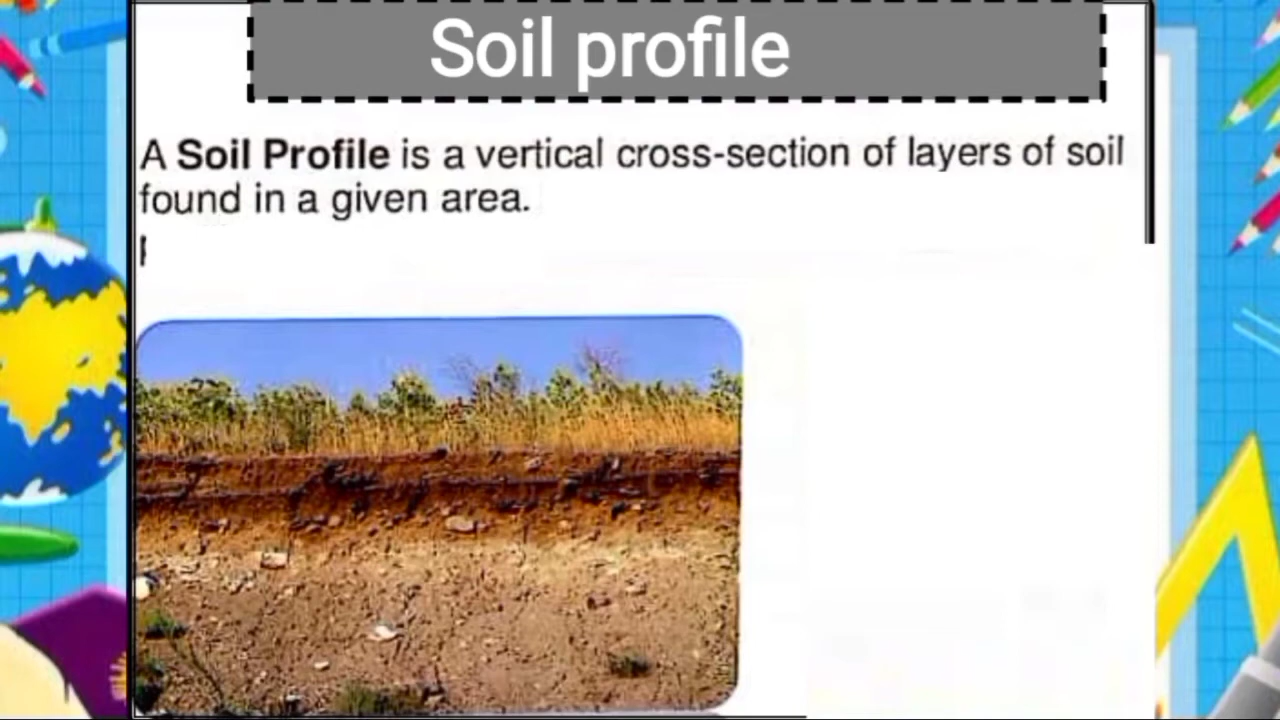 Soil profile
A Soil Profile is a vertical cross-section of layers of soil
found in a given area.